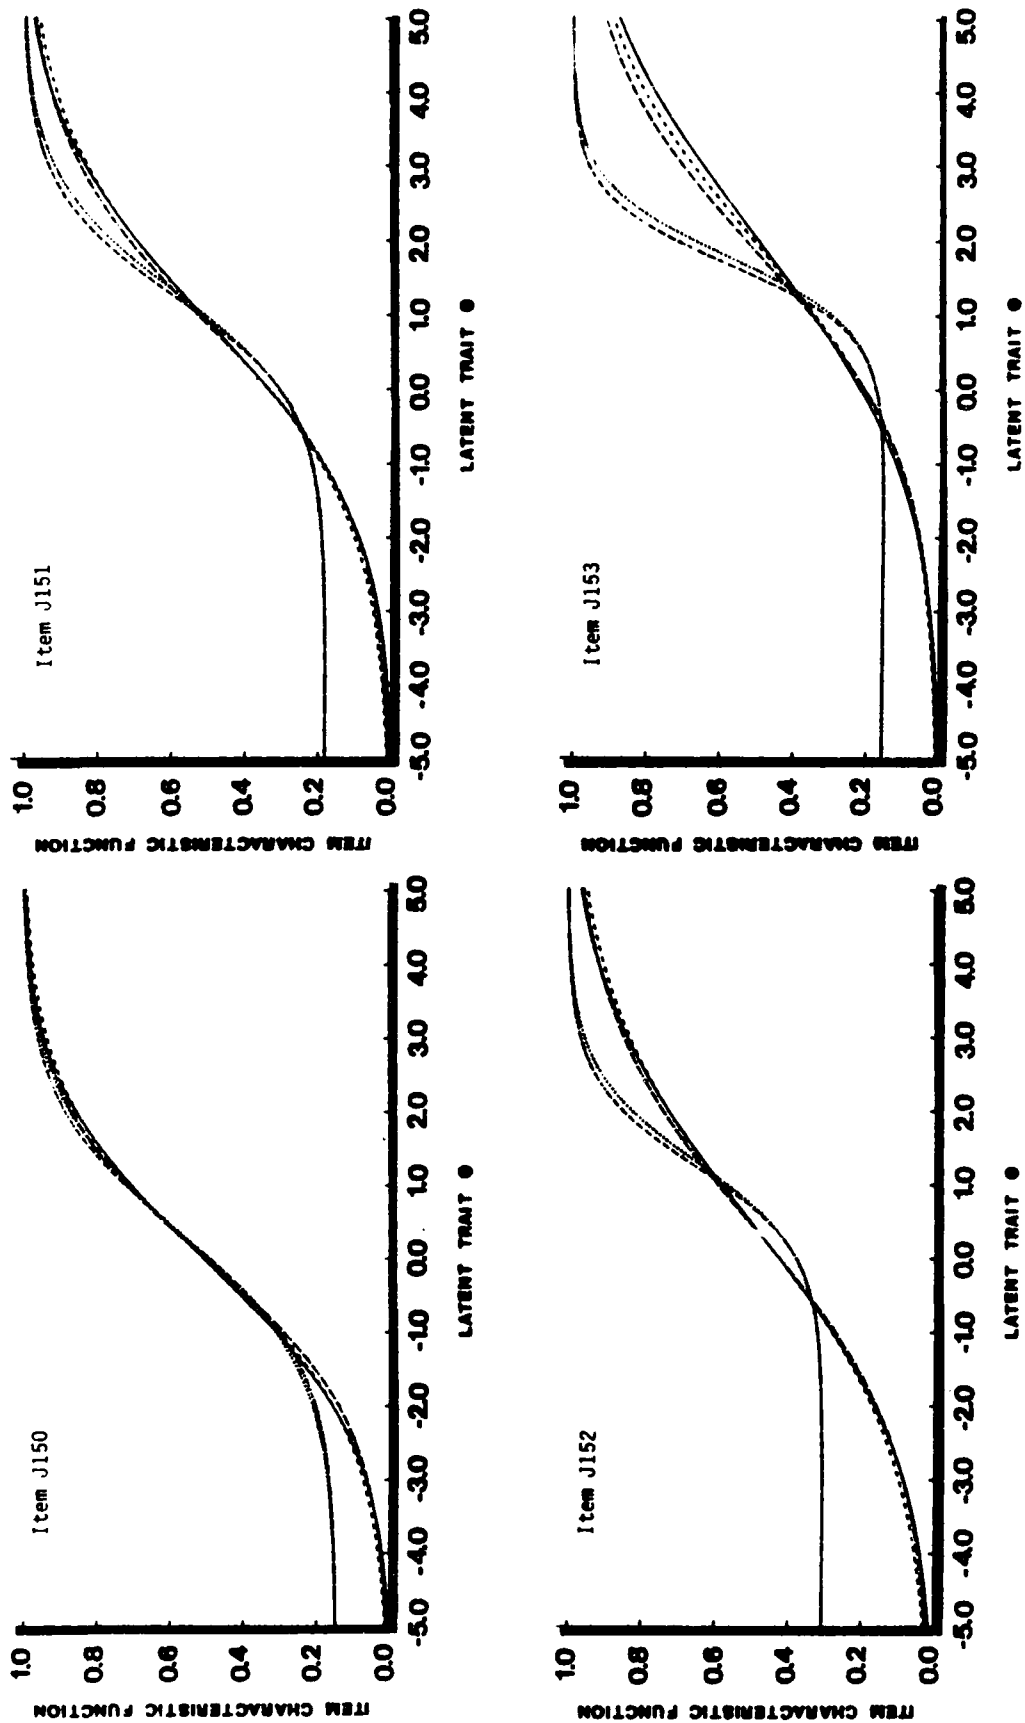 Item J150
ITEM CHARACTERISTIC FUNCTION
1.0
0.8
0.6
0.4
0.2
0.0
-5.0 -4.0 -3.0 -2.0 -1.0 0.0 1.0 2.0 3.0 4.0 5.0
LATENT TRAIT θ
Item J151
ITEM CHARACTERISTIC FUNCTION
1.0
0.8
0.6
0.4
0.2
0.0
-5.0 -4.0 -3.0 -2.0 -1.0 0.0 1.0 2.0 3.0 4.0 5.0
LATENT TRAIT θ
Item J152
ITEM CHARACTERISTIC FUNCTION
1.0
0.8
0.6
0.4
0.2
0.0
-5.0 -4.0 -3.0 -2.0 -1.0 0.0 1.0 2.0 3.0 4.0 5.0
LATENT TRAIT θ
Item J153
ITEM CHARACTERISTIC FUNCTION
1.0
0.8
0.6
0.4
0.2
0.0
-5.0 -4.0 -3.0 -2.0 -1.0 0.0 1.0 2.0 3.0 4.0 5.0
LATENT TRAIT θ